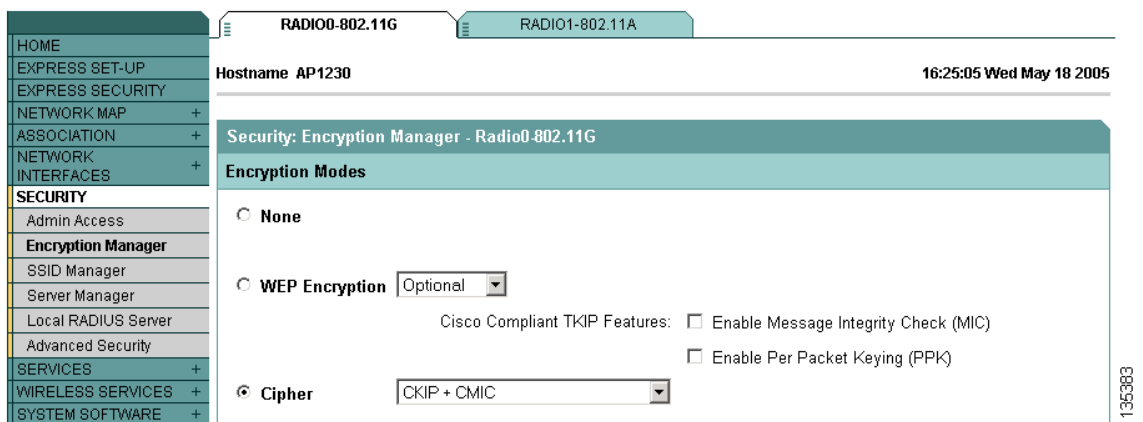 RADIO0-802.11G
RADIO1-802.11A
HOME
EXPRESS SET-UP
EXPRESS SECURITY
NETWORK MAP +
ASSOCIATION +
NETWORK
INTERFACES +
SECURITY
Admin Access
Encryption Manager
SSID Manager
Server Manager
Local RADIUS Server
Advanced Security
SERVICES +
WIRELESS SERVICES +
SYSTEM SOFTWARE +
Hostname AP1230
16:25:05 Wed May 18 2005
Security: Encryption Manager - Radio0-802.11G
Encryption Modes
None
WEP Encryption Optional
Cisco Compliant TKIP Features: Enable Message Integrity Check (MIC)
Enable Per Packet Keying (PPK)
Cipher CKIP + CMIC
135383